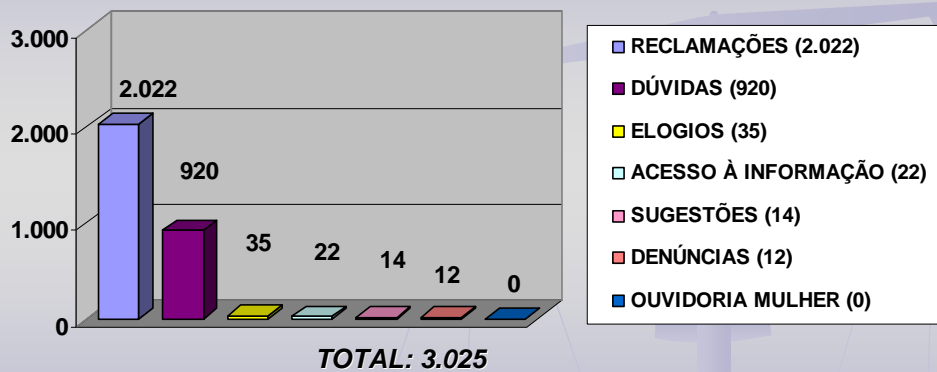 3.000
2.000
1.000
0
2.022
920
35
22
14
12
0
TOTAL: 3.025
RECLAMAÇÕES (2.022)
DÚVIDAS (920)
ELOGIOS (35)
ACESSO À INFORMAÇÃO (22)
SUGESTÕES (14)
DENÚNCIAS (12)
OUVIDORIA MULHER (0)